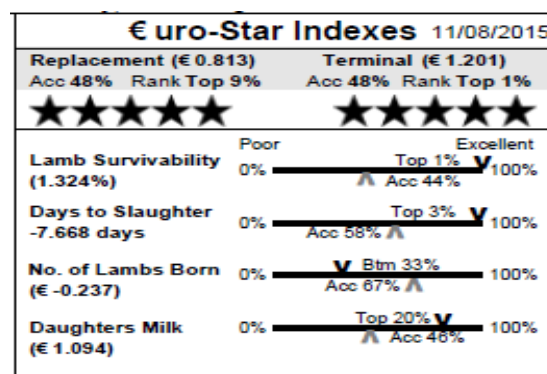 €uro-Star Indexes 11/08/2015
Replacement (€ 0.813) Terminal (€ 1.201)
Acc 48% Rank Top 9% Acc 48% Rank Top 1%
Poor Excellent
Lamb Survivability 0% Top 1% 100%
(1.324%) Acc 44%
Days to Slaughter 0% Top 3% 100%
-7.668 days Acc 58%
No. of Lambs Born 0% Btm 33% 100%
(€ -0.237) Acc 67%
Daughters Milk 0% Top 20% 100%
(€ 1.094) Acc 46%